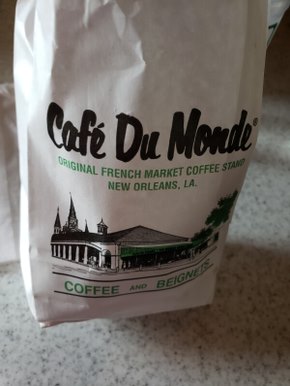 Café Du Monde®
ORIGINAL FRENCH MARKET COFFEE STAND
NEW ORLEANS, LA.
COFFEE AND BEIGNETS